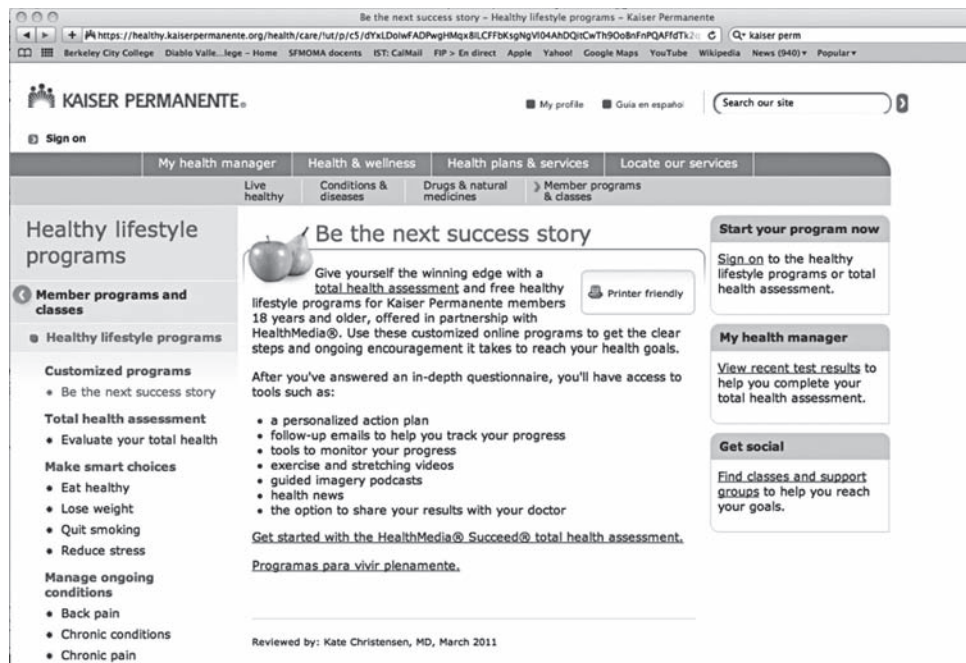 Be the next success story – Healthy lifestyle programs – Kaiser Permanente
kaiser perm
Berkeley City College Diablo Valle...lege – Home SFMOMA docents IST: CalMail FIP > En direct Apple Yahoo! Google Maps YouTube Wikipedia News (940) Popular
KAISER PERMANENTE®
My profile Guía en español Search our site
Sign on
My health manager Health & wellness Health plans & services Locate our services
Live healthy Conditions & diseases Drugs & natural medicines Member programs & classes
Healthy lifestyle
programs
Member programs and
classes
Healthy lifestyle programs
Customized programs
• Be the next success story
Total health assessment
• Evaluate your total health
Make smart choices
• Eat healthy
• Lose weight
• Quit smoking
• Reduce stress
Manage ongoing
conditions
• Back pain
• Chronic conditions
• Chronic pain
Be the next success story
Give yourself the winning edge with a
total health assessment and free healthy
lifestyle programs for Kaiser Permanente members
18 years and older, offered in partnership with
HealthMedia®. Use these customized online programs to get the clear
steps and ongoing encouragement it takes to reach your health goals.
Printer friendly
After you've answered an in-depth questionnaire, you'll have access to
tools such as:
• a personalized action plan
• follow-up emails to help you track your progress
• tools to monitor your progress
• exercise and stretching videos
• guided imagery podcasts
• health news
• the option to share your results with your doctor
Get started with the HealthMedia® Succeed® total health assessment.
Programas para vivir plenamente.
Reviewed by: Kate Christensen, MD, March 2011
Start your program now
Sign on to the healthy
lifestyle programs or total
health assessment.
My health manager
View recent test results to
help you complete your
total health assessment.
Get social
Find classes and support
groups to help you reach
your goals.